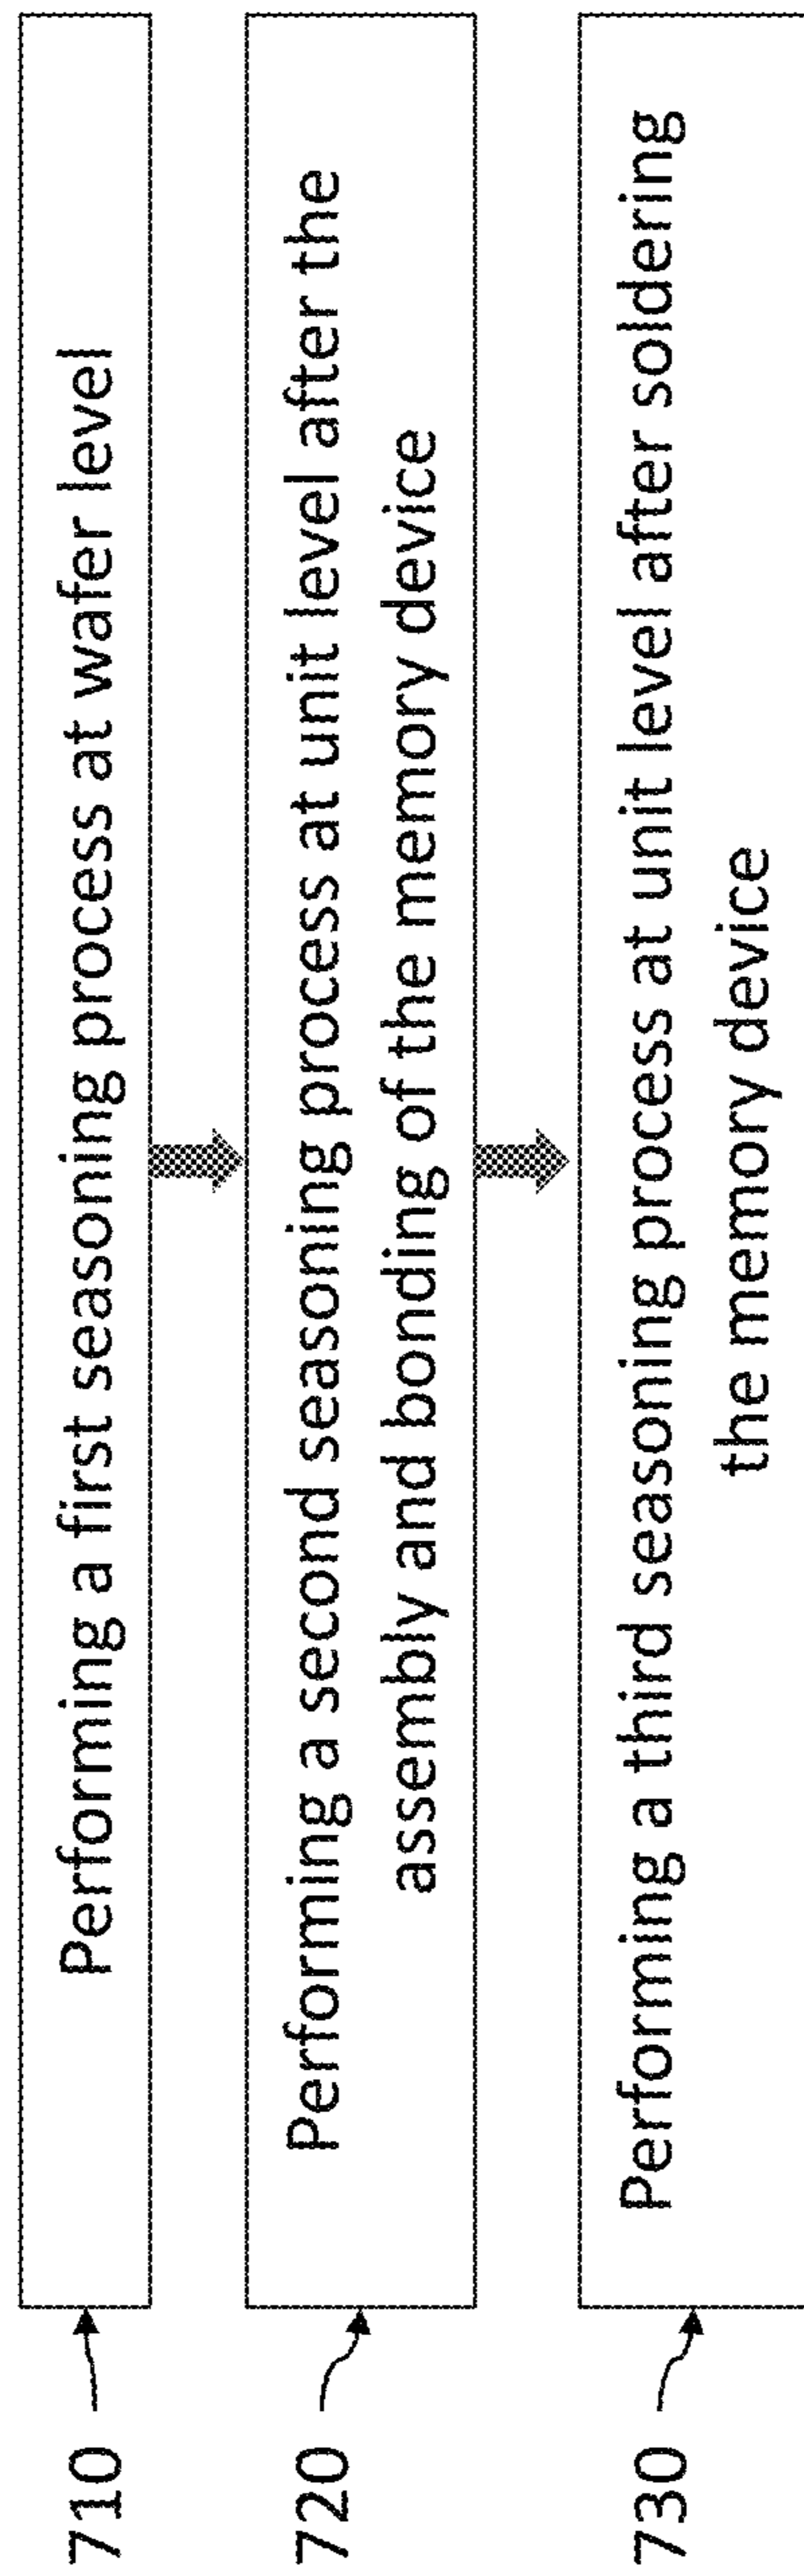 710
Performing a first seasoning process at wafer level
720
Performing a second seasoning process at unit level after the
assembly and bonding of the memory device
730
Performing a third seasoning process at unit level after soldering
the memory device